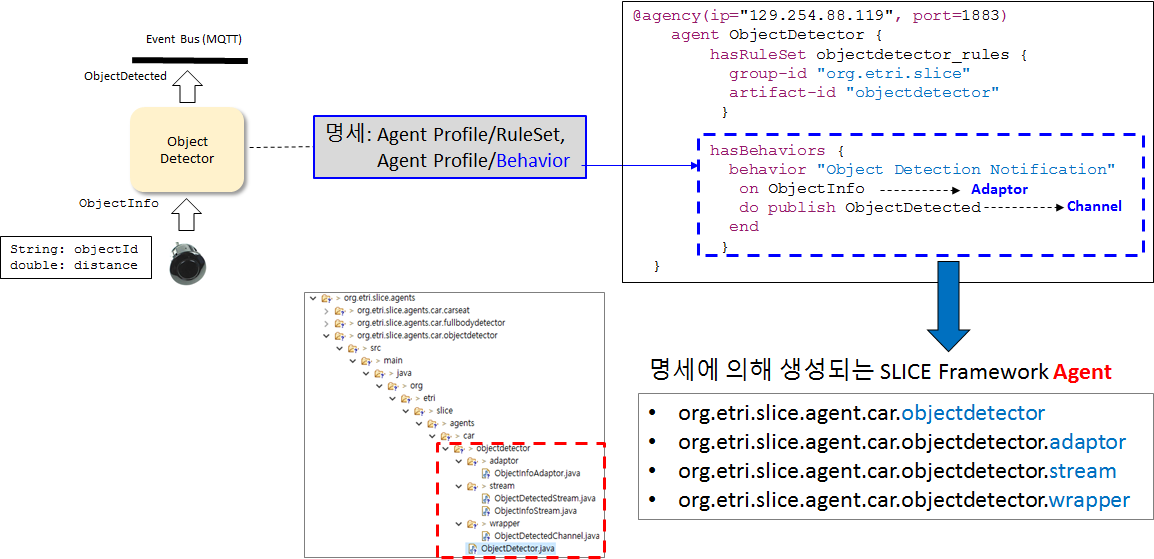 Event Bus (MQTT)
ObjectDetected
Object
Detector
ObjectInfo
String: objectId
double: distance
명세: Agent Profile/RuleSet,
Agent Profile/Behavior
@agency(ip="129.254.88.119", port=1883)
agent ObjectDetector {
hasRuleSet objectdetector_rules {
group-id "org.etri.slice"
artifact-id "objectdetector"
}
hasBehaviors {
behavior "Object Detection Notification"
on ObjectInfo Adaptor
do publish ObjectDetected Channel
end
}
}
org.etri.slice.agents
org.etri.slice.agents.car.carseat
org.etri.slice.agents.car.fullbodydetector
org.etri.slice.agents.car.objectdetector
src
main
java
org
etri
slice
agents
car
objectdetector
adaptor
ObjectInfoAdaptor.java
stream
ObjectDetectedStream.java
ObjectInfoStream.java
wrapper
ObjectDetectedChannel.java
ObjectDetector.java
명세에 의해 생성되는 SLICE Framework Agent
• org.etri.slice.agent.car.objectdetector
• org.etri.slice.agent.car.objectdetector.adaptor
• org.etri.slice.agent.car.objectdetector.stream
• org.etri.slice.agent.car.objectdetector.wrapper